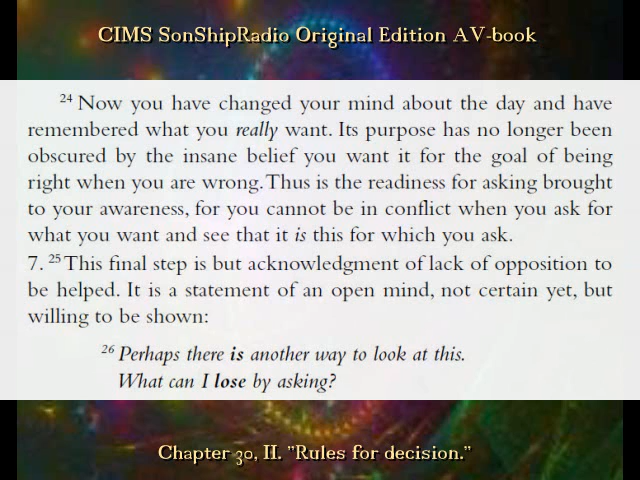 CIMS SonShipRadio Original Edition AV-book
24 Now you have changed your mind about the day and have
remembered what you really want. Its purpose has no longer been
obscured by the insane belief you want it for the goal of being
right when you are wrong. Thus is the readiness for asking brought
to your awareness, for you cannot be in conflict when you ask for
what you want and see that it is this for which you ask.
7. 25 This final step is but acknowledgment of lack of opposition to
be helped. It is a statement of an open mind, not certain yet, but
willing to be shown:
26 Perhaps there is another way to look at this.
What can I lose by asking?
Chapter 30, II. "Rules for decision."